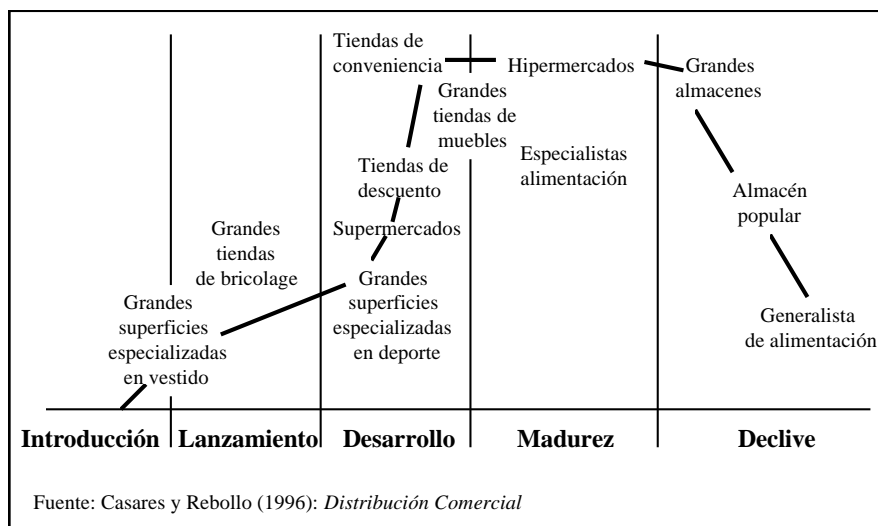 Tiendas de
conveniencia
Hipermercados
Grandes
almacenes
Grandes
tiendas de
muebles
Especialistas
alimentación
Tiendas de
descuento
Almacén
popular
Grandes
tiendas
de bricolage
Supermercados
Grandes
superficies
especializadas
en deporte
Grandes
superficies
especializadas
en vestido
Generalista
de alimentación
Introducción
Lanzamiento
Desarrollo
Madurez
Declive
Fuente: Casares y Rebollo (1996): Distribución Comercial